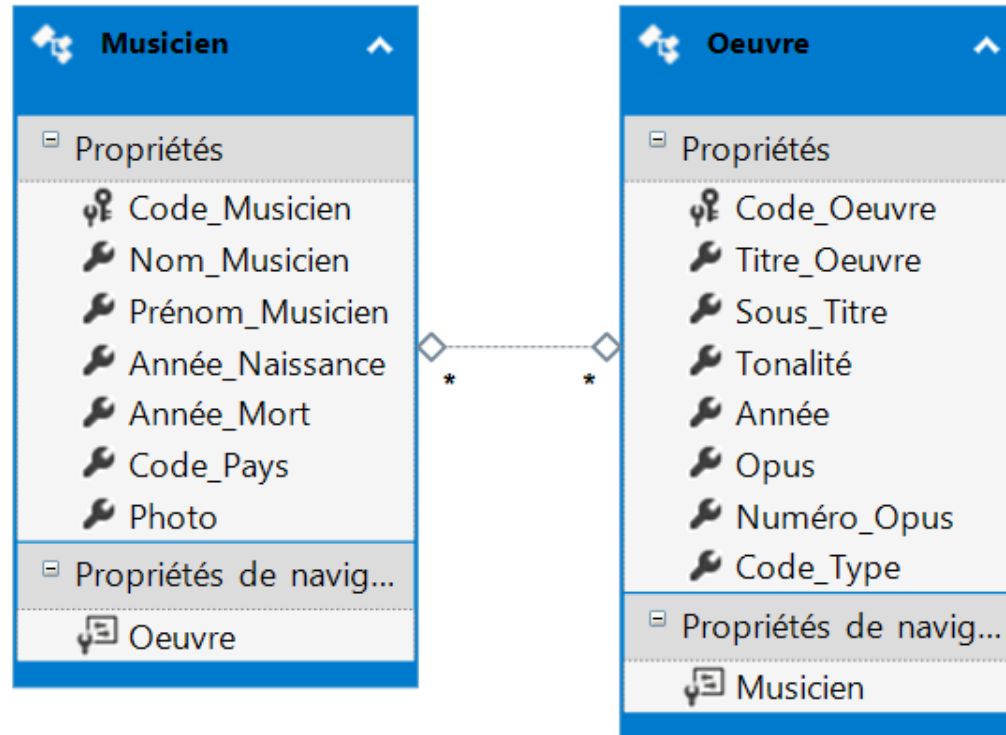 Musicien
Propriétés
Code_Musicien
Nom_Musicien
Prénom_Musicien
Année_Naissance
Année_Mort
Code_Pays
Photo
Propriétés de navig...
Oeuvre
*
*
Oeuvre
Propriétés
Code_Oeuvre
Titre_Oeuvre
Sous_Titre
Tonalité
Année
Opus
Numéro_Opus
Code_Type
Propriétés de navig...
Musicien